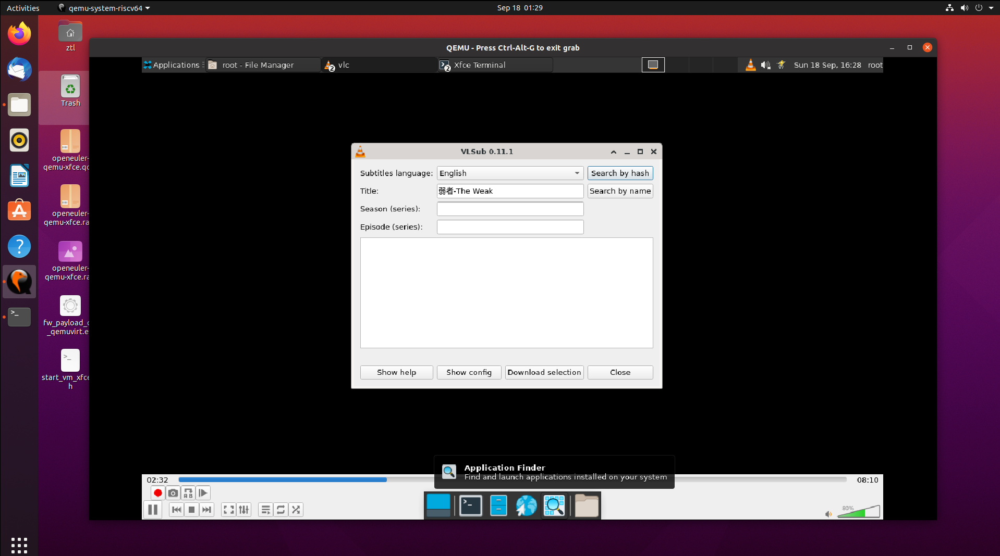 Activities
qemu-system-riscv64
Sep 18 01:29
ztl
Trash
openeuler-
qemu-xfce.qc
openeuler-
qemu-xfce.ra
openeuler-
qemu-xfce.ra
fw_payload_o
_qemuvirt.e
start_vm_xfce
h
QEMU - Press Ctrl-Alt-G to exit grab
Applications
root - File Manager
2
vlc
2
Xfce Terminal
Sun 18 Sep, 16:28
root
VLSub 0.11.1
Subtitles language:
English
Search by hash
Title:
弱者-The Weak
Search by name
Season (series):
Episode (series):
Show help
Show config
Download selection
Close
Application Finder
Find and launch applications installed on your system
02:32
08:10
80%